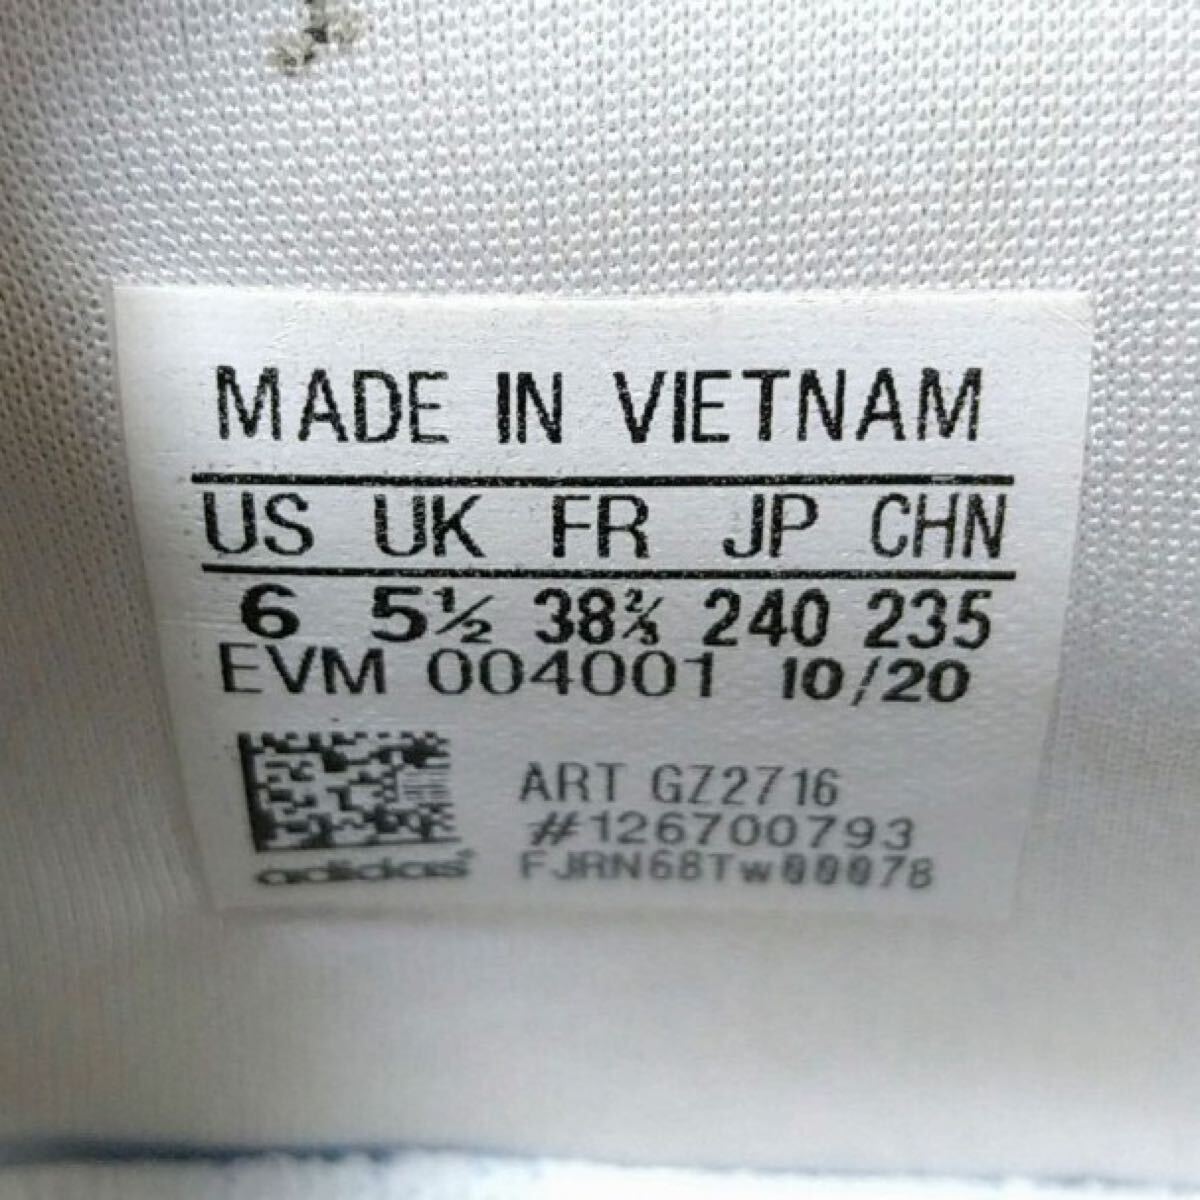 MADE IN VIETNAM
US UK FR JP CHN
6 5½ 38⅔ 240 235
EVM 004001 10/20
ART GZ2716
#126700793
adidas
FJRN68Tw00078